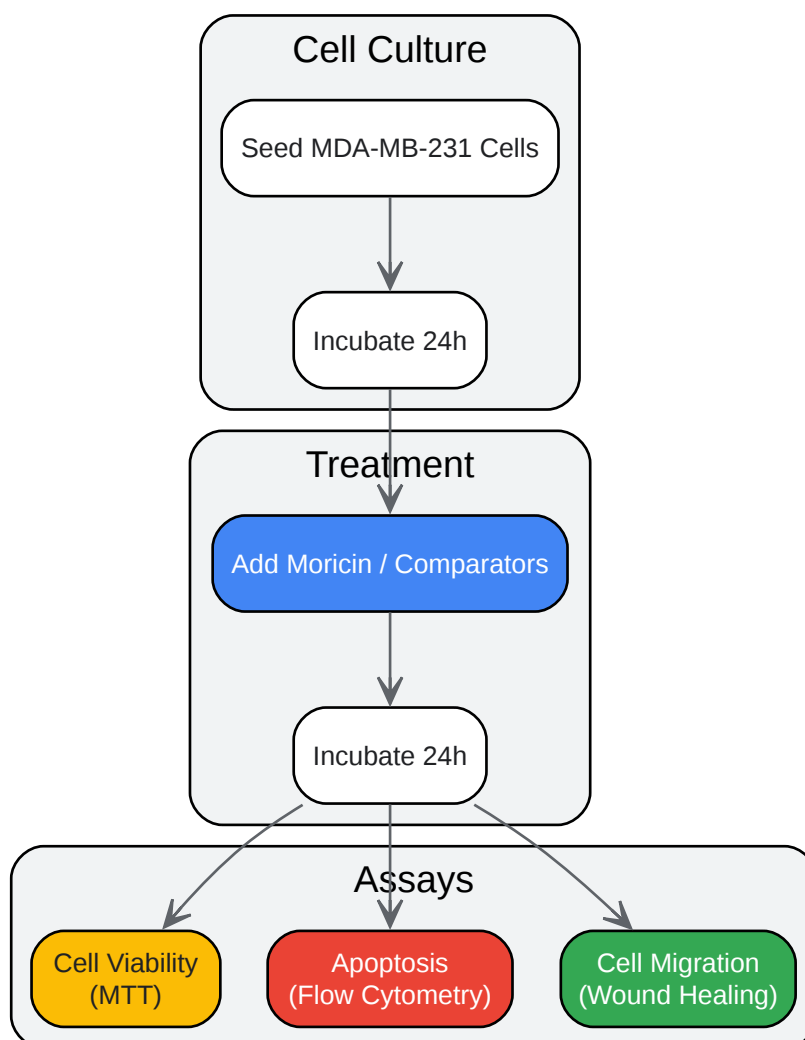 Cell Culture
Seed MDA-MB-231 Cells
Incubate 24h
Treatment
Add Moricin / Comparators
Incubate 24h
Assays
Cell Viability
(MTT)
Apoptosis
(Flow Cytometry)
Cell Migration
(Wound Healing)